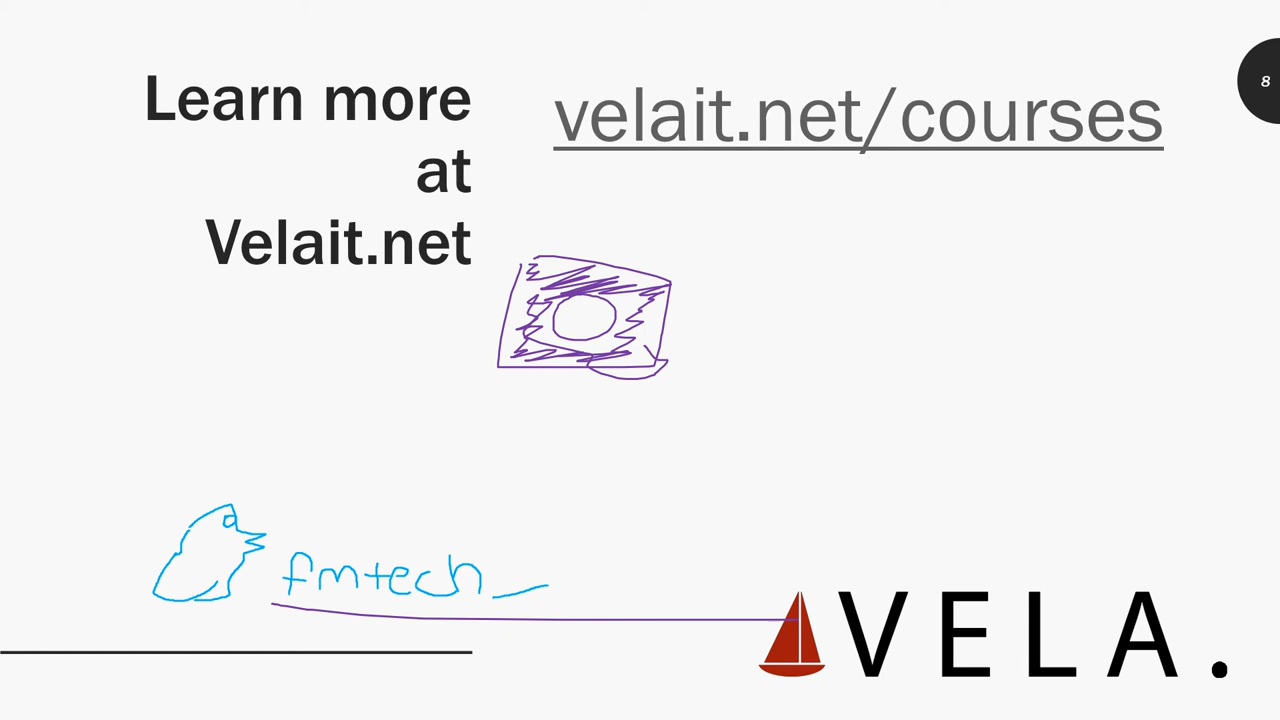 Learn more
at
Velait.net
velait.net/courses
8
fmtech_
VELA.